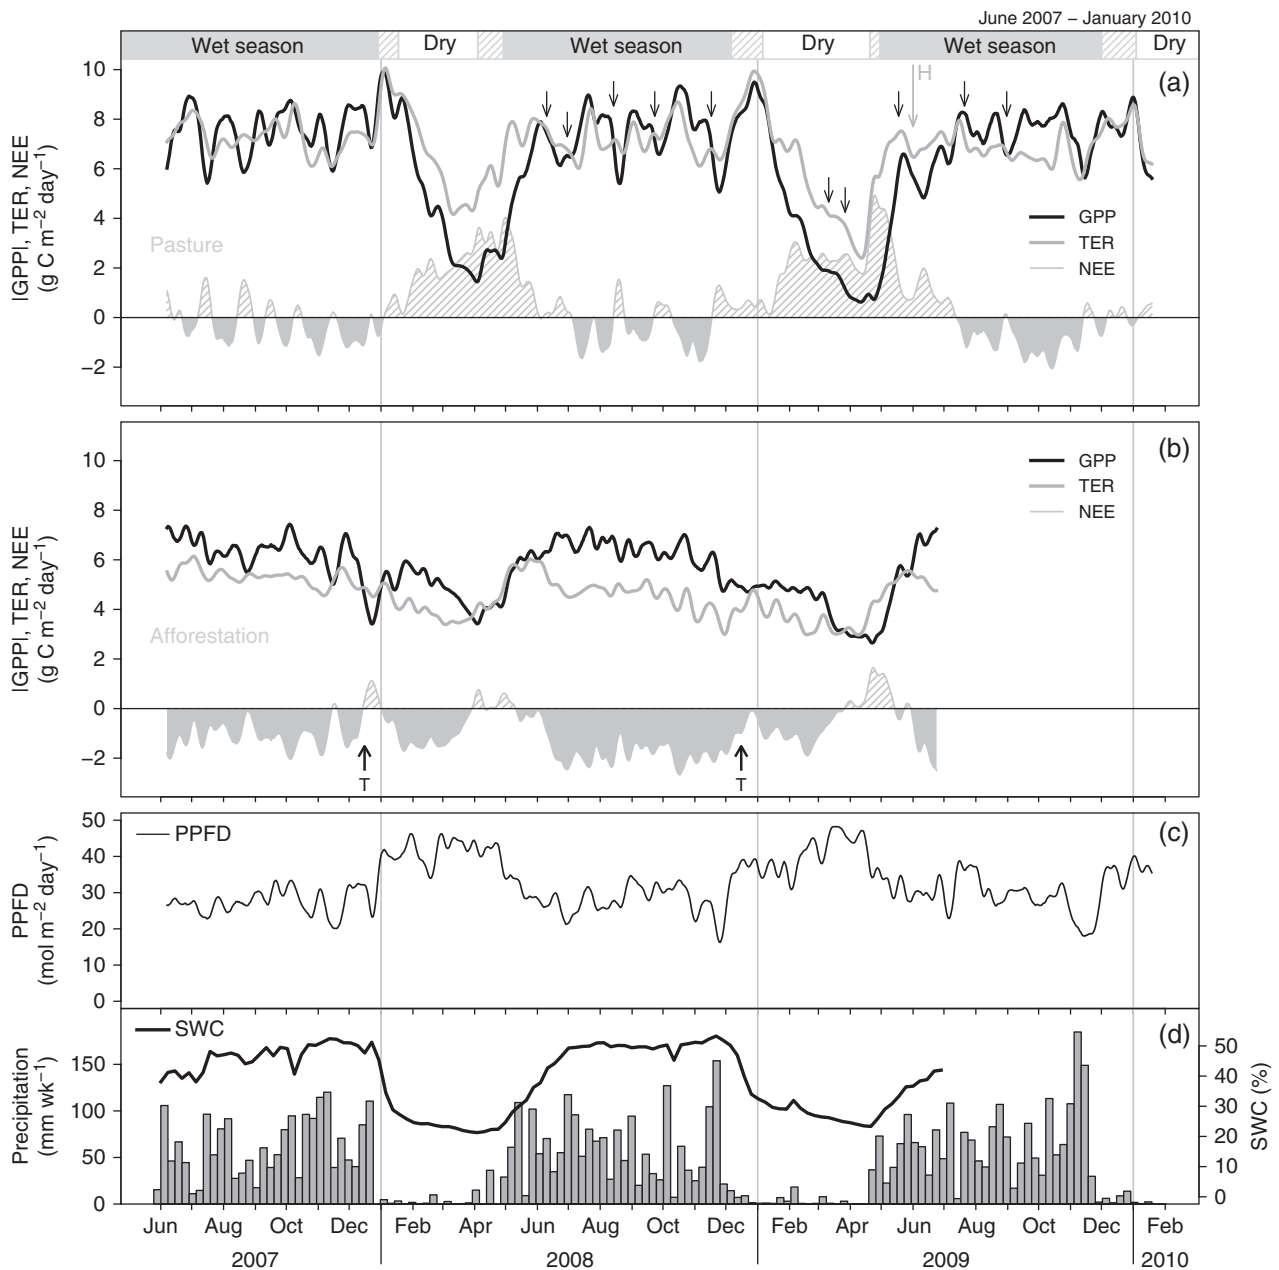 June 2007 – January 2010
Wet season
Dry
Wet season
Dry
Wet season
Dry
(a)
H
10
8
6
4
2
0
−2
|GPP|, TER, NEE
(g C m−2 day−1)
Pasture
GPP
TER
NEE
(b)
10
8
6
4
2
0
−2
|GPP|, TER, NEE
(g C m−2 day−1)
Afforestation
GPP
TER
NEE
T
T
(c)
PPFD
50
40
30
20
10
0
PPFD
(mol m−2 day−1)
(d)
SWC
150
100
50
0
Precipitation
(mm wk−1)
50
40
30
20
10
0
SWC (%)
Jun Aug Oct Dec Feb Apr Jun Aug Oct Dec Feb Apr Jun Aug Oct Dec Feb
2007 2008 2009 2010